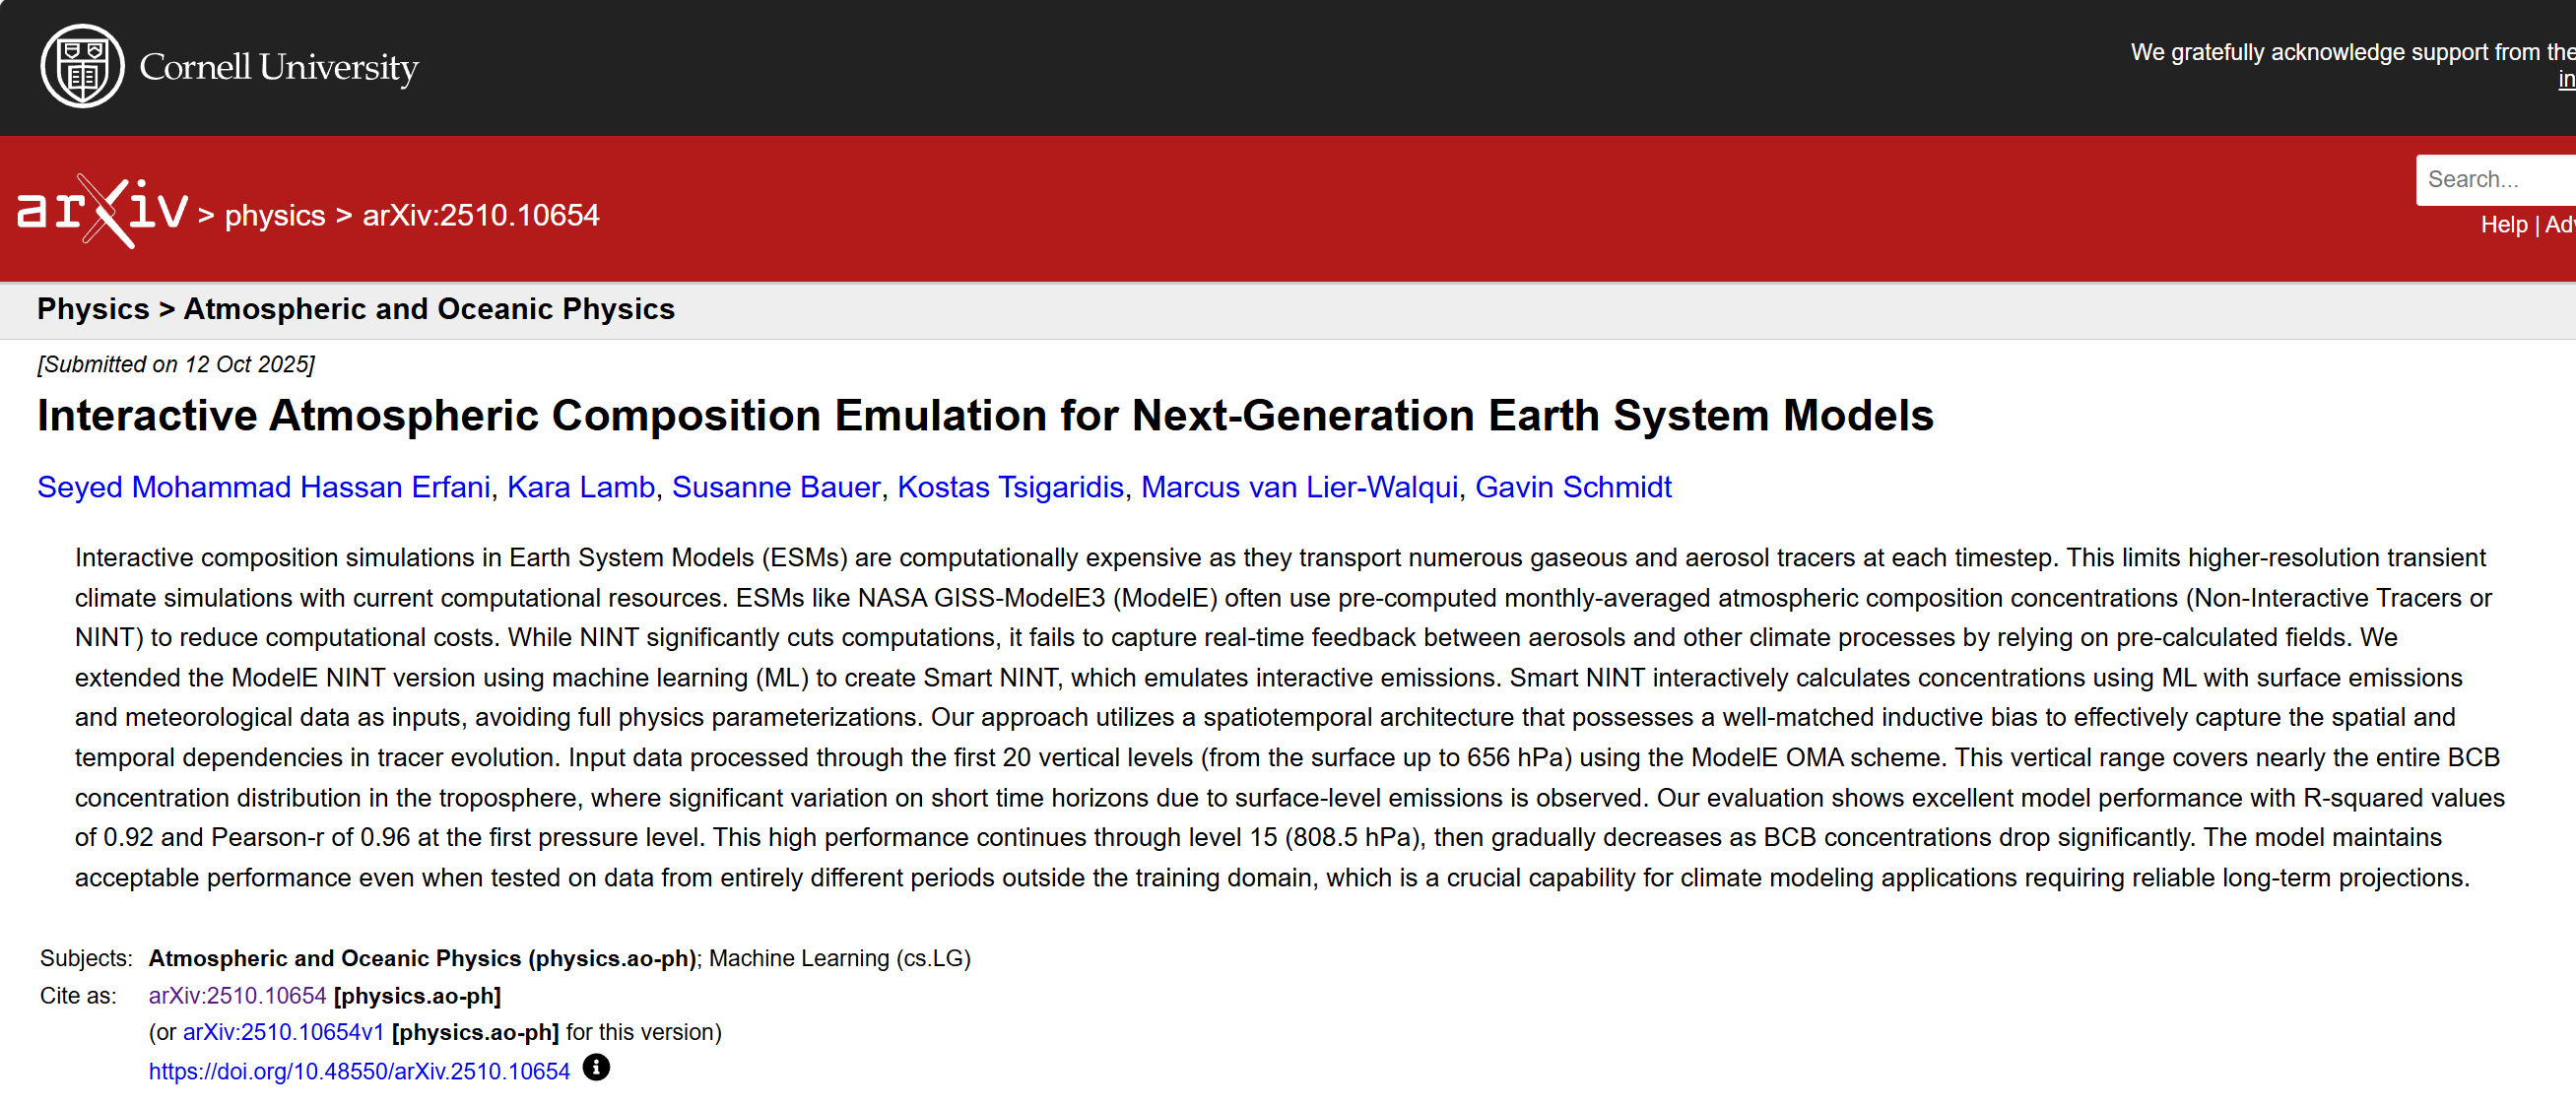 Cornell University
We gratefully acknowledge support from the
in
arXiv > physics > arXiv:2510.10654
Search...
Help | Adv
Physics > Atmospheric and Oceanic Physics
[Submitted on 12 Oct 2025]
Interactive Atmospheric Composition Emulation for Next-Generation Earth System Models
Seyed Mohammad Hassan Erfani, Kara Lamb, Susanne Bauer, Kostas Tsigaridis, Marcus van Lier-Walqui, Gavin Schmidt
Interactive composition simulations in Earth System Models (ESMs) are computationally expensive as they transport numerous gaseous and aerosol tracers at each timestep. This limits higher-resolution transient
climate simulations with current computational resources. ESMs like NASA GISS-ModelE3 (ModelE) often use pre-computed monthly-averaged atmospheric composition concentrations (Non-Interactive Tracers or
NINT) to reduce computational costs. While NINT significantly cuts computations, it fails to capture real-time feedback between aerosols and other climate processes by relying on pre-calculated fields. We
extended the ModelE NINT version using machine learning (ML) to create Smart NINT, which emulates interactive emissions. Smart NINT interactively calculates concentrations using ML with surface emissions
and meteorological data as inputs, avoiding full physics parameterizations. Our approach utilizes a spatiotemporal architecture that possesses a well-matched inductive bias to effectively capture the spatial and
temporal dependencies in tracer evolution. Input data processed through the first 20 vertical levels (from the surface up to 656 hPa) using the ModelE OMA scheme. This vertical range covers nearly the entire BCB
concentration distribution in the troposphere, where significant variation on short time horizons due to surface-level emissions is observed. Our evaluation shows excellent model performance with R-squared values
of 0.92 and Pearson-r of 0.96 at the first pressure level. This high performance continues through level 15 (808.5 hPa), then gradually decreases as BCB concentrations drop significantly. The model maintains
acceptable performance even when tested on data from entirely different periods outside the training domain, which is a crucial capability for climate modeling applications requiring reliable long-term projections.
Subjects: Atmospheric and Oceanic Physics (physics.ao-ph); Machine Learning (cs.LG)
Cite as: arXiv:2510.10654 [physics.ao-ph]
(or arXiv:2510.10654v1 [physics.ao-ph] for this version)
https://doi.org/10.48550/arXiv.2510.10654